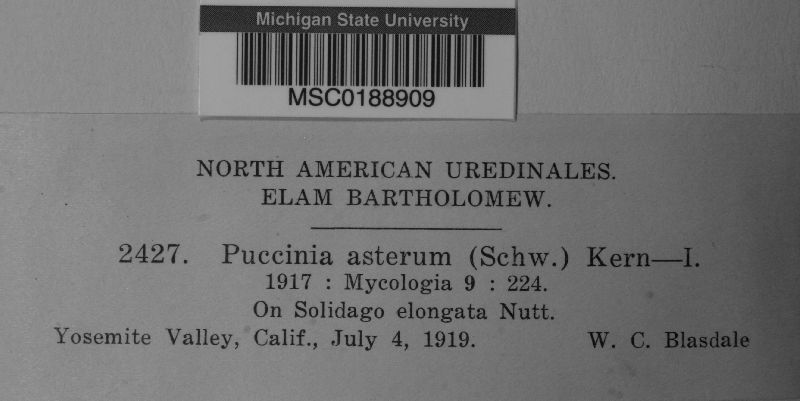 Michigan State University
MSC0188909
NORTH AMERICAN UREDINALES.
ELAM BARTHOLOMEW.
2427. Puccinia asterum (Schw.) Kern—I.
1917 : Mycologia 9 : 224.
On Solidago elongata Nutt.
Yosemite Valley, Calif., July 4, 1919. W. C. Blasdale